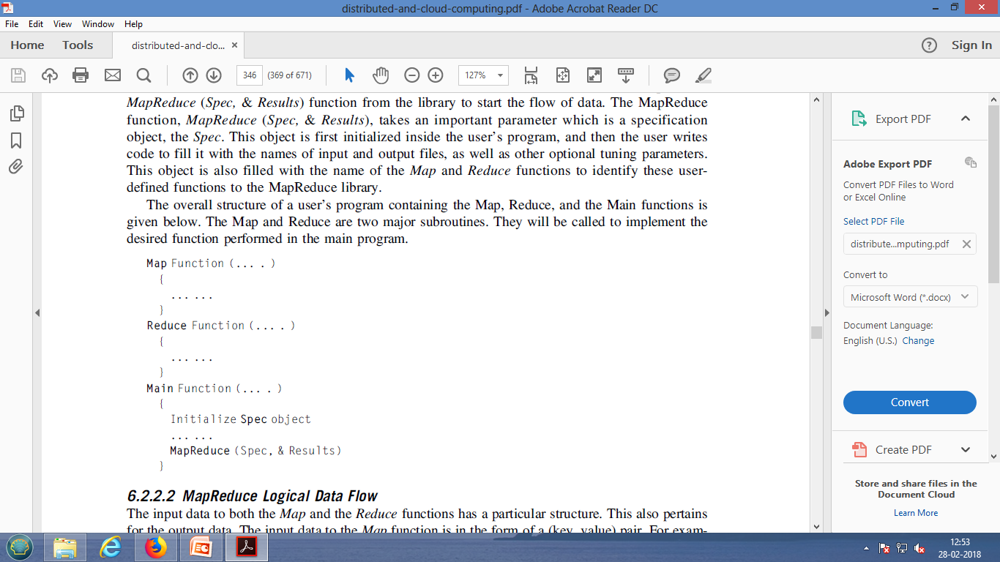 distributed-and-cloud-computing.pdf - Adobe Acrobat Reader DC
File Edit View Window Help
Home Tools distributed-and-clo... × Sign In
346 (369 of 671) 127%
MapReduce (Spec, & Results) function from the library to start the flow of data. The MapReduce
function, MapReduce (Spec, & Results), takes an important parameter which is a specification
object, the Spec. This object is first initialized inside the user's program, and then the user writes
code to fill it with the names of input and output files, as well as other optional tuning parameters.
This object is also filled with the name of the Map and Reduce functions to identify these user-
defined functions to the MapReduce library.
The overall structure of a user's program containing the Map, Reduce, and the Main functions is
given below. The Map and Reduce are two major subroutines. They will be called to implement the
desired function performed in the main program.
Map Function (... . )
{
... ...
}
Reduce Function (... . )
{
... ...
}
Main Function (... . )
{
Initialize Spec object
... ...
MapReduce (Spec, & Results)
}
6.2.2.2 MapReduce Logical Data Flow
The input data to both the Map and the Reduce functions has a particular structure. This also pertains
for the output data. The input data to the Map function is in the form of a (key, value) pair. For exam-
Export PDF
Adobe Export PDF
Convert PDF Files to Word
or Excel Online
Select PDF File
distribute...mputing.pdf
Convert to
Microsoft Word (*.docx)
Document Language:
English (U.S.) Change
Convert
Create PDF
Store and share files in the
Document Cloud
Learn More
12:53
28-02-2018